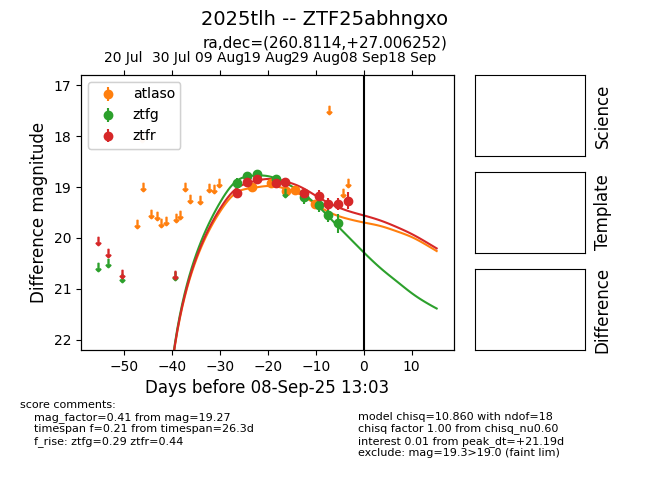 2025tlh -- ZTF25abhngxo
ra,dec=(260.8114,+27.006252)
20 Jul 30 Jul 09 Aug 19 Aug 29 Aug 08 Sep 18 Sep
17
18
19
20
21
22
Difference magnitude
atlaso
ztfg
ztfr
−50 −40 −30 −20 −10 0 10
Days before 08-Sep-25 13:03
Science
Template
Difference
score comments:
mag_factor=0.41 from mag=19.27
timespan f=0.21 from timespan=26.3d
f_rise: ztfg=0.29 ztfr=0.44
model chisq=10.860 with ndof=18
chisq factor 1.00 from chisq_nu0.60
interest 0.01 from peak_dt=+21.19d
exclude: mag=19.3>19.0 (faint lim)